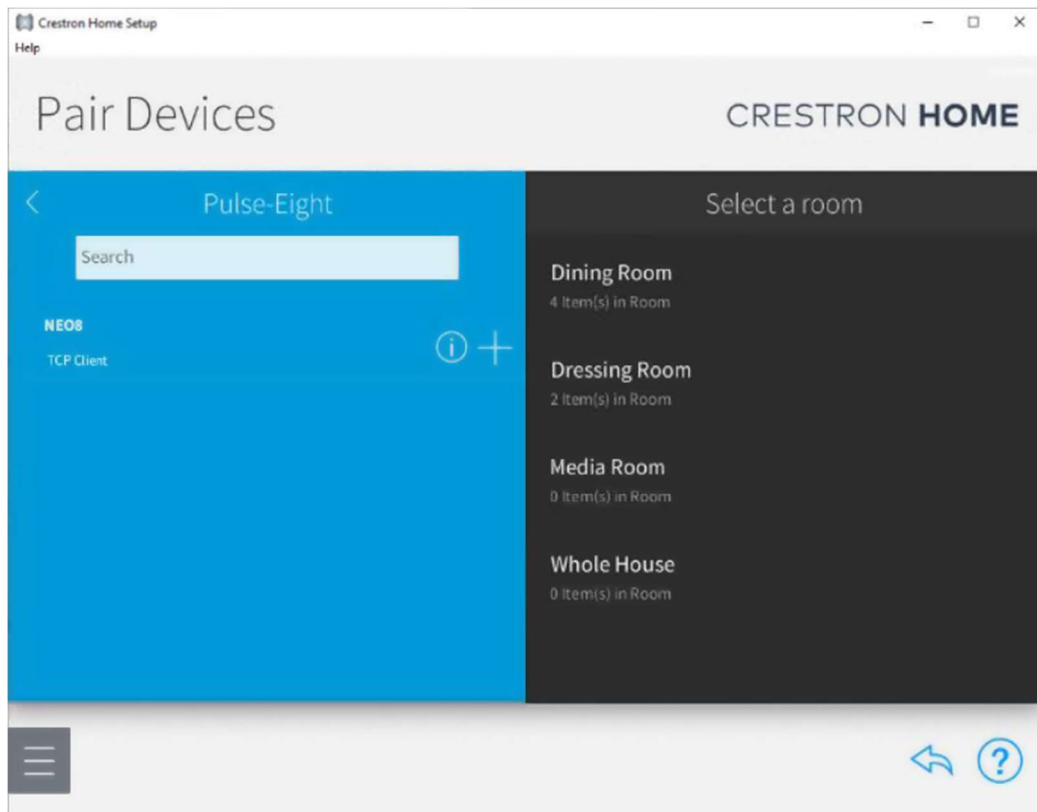 Crestron Home Setup
Help
Pair Devices
CRESTRON HOME
Pulse-Eight
Search
NEO8
TCP Client
Select a room
Dining Room
4 Item(s) in Room
Dressing Room
2 Item(s) in Room
Media Room
0 Item(s) in Room
Whole House
0 Item(s) in Room